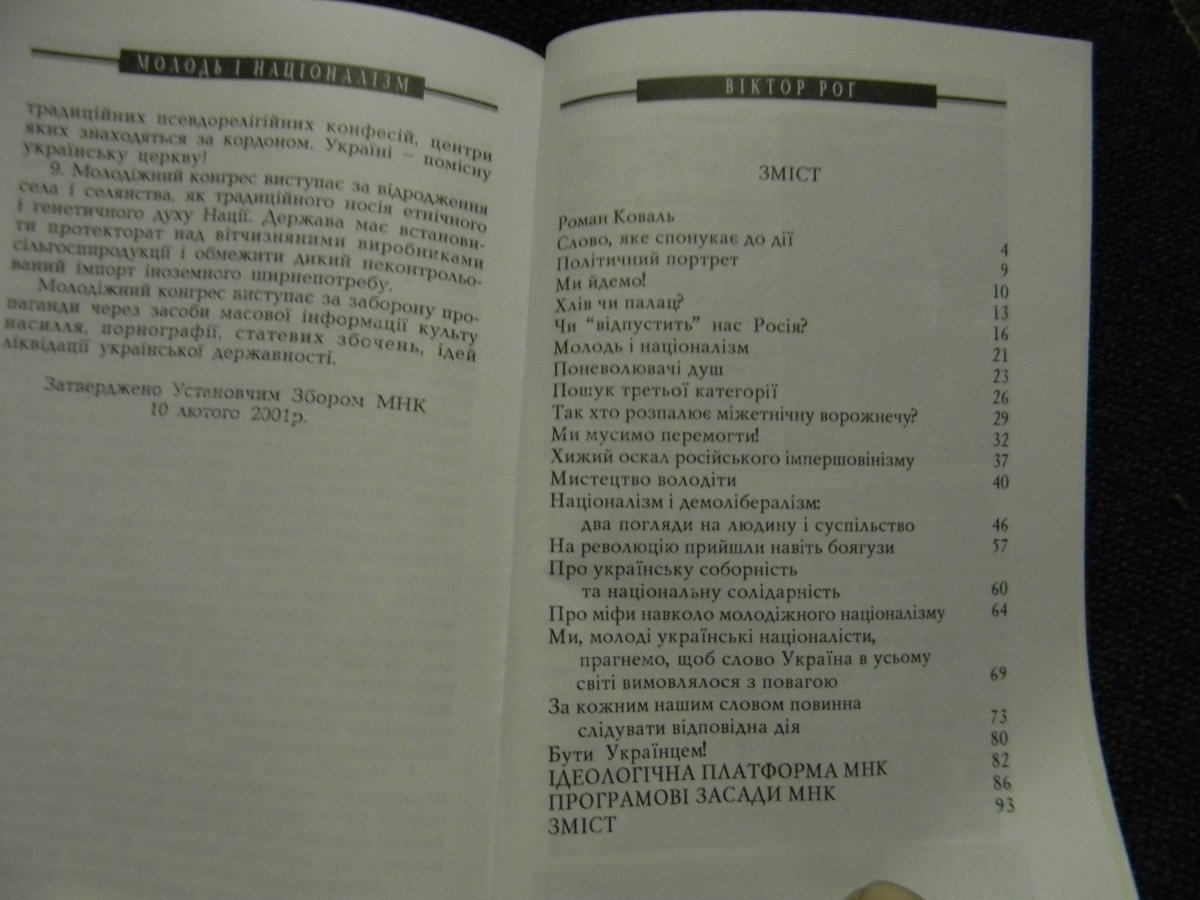 МОЛОДЬ І НАЦІОНАЛІЗМ
традиційних псевдорелігійних конфесій, центри
яких знаходяться за кордоном. Україні – помісну
українську церкву!
9. Молодіжний конгрес виступає за відродження
села і селянства, як традиційного носія етнічного
і генетичного духу Нації. Держава має встанови-
ти протекторат над вітчизняними виробниками
сільгосппродукції і обмежити дикий неконтрольо-
ваний імпорт іноземного ширнепотребу.
Молодіжний конгрес виступає за заборону про-
паганди через засоби масової інформації культу
насилля, порнографії, статевих збочень, ідей
ліквідації української державності.
Затверджено Установчим Збором МНК
10 лютого 2001р.
ВІКТОР РОГ
ЗМІСТ
Роман Коваль
Слово, яке спонукає до дії 4
Політичний портрет 9
Ми йдемо! 10
Хлів чи палац? 13
Чи “відпустить” нас Росія? 16
Молодь і націоналізм 21
Поневолювачі душ 23
Пошук третьої категорії 26
Так хто розпалює міжетнічну ворожнечу? 29
Ми мусимо перемогти! 32
Хижий оскал російського імпершовінізму 37
Мистецтво володіти 40
Націоналізм і демолібералізм:
два погляди на людину і суспільство 46
На революцію прийшли навіть боягузи 57
Про українську соборність
та національну солідарність 60
Про міфи навколо молодіжного націоналізму 64
Ми, молоді українські націоналісти,
прагнемо, щоб слово Україна в усьому
світі вимовлялося з повагою 69
За кожним нашим словом повинна
слідувати відповідна дія 73
Бути Українцем! 80
ІДЕОЛОГІЧНА ПЛАТФОРМА МНК 82
ПРОГРАМОВІ ЗАСАДИ МНК 86
ЗМІСТ 93